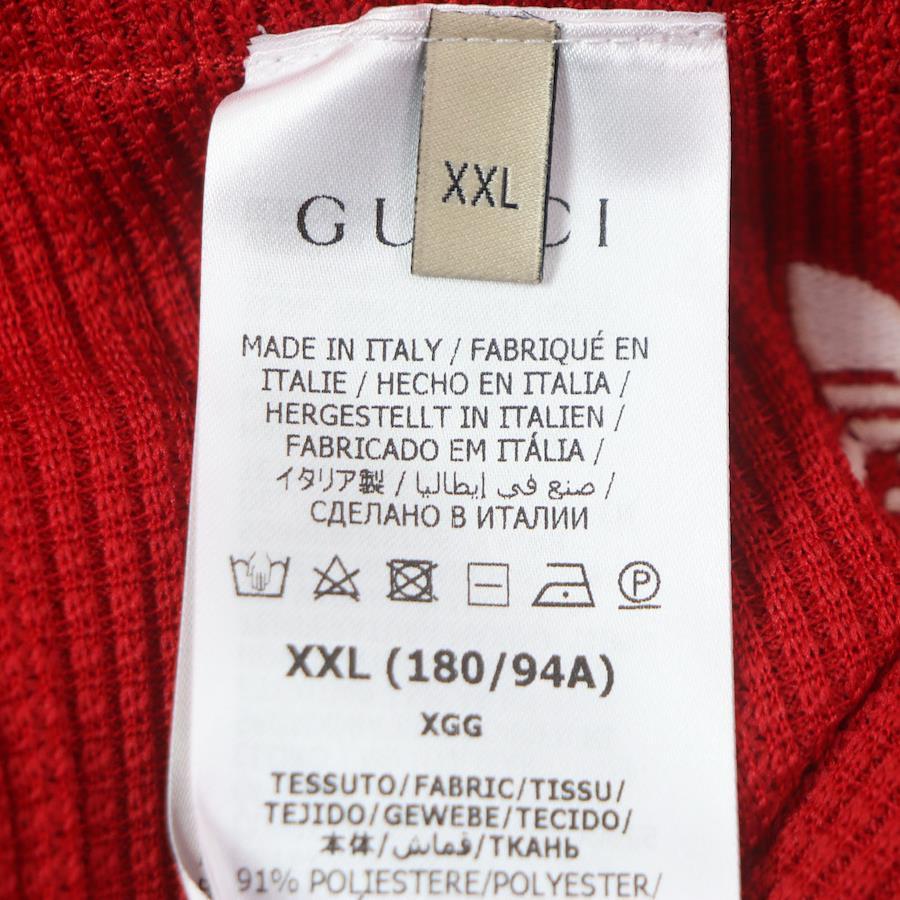 XXL
GUCCI
MADE IN ITALY / FABRIQUÉ EN
ITALIE / HECHO EN ITALIA /
HERGESTELLT IN ITALIEN /
FABRICADO EM ITÁLIA /
イタリア製 / صنع في إيطاليا /
СДЕЛАНО В ИТАЛИИ
P
XXL (180/94A)
XGG
TESSUTO/FABRIC/TISSU/
TEJIDO/GEWEBE/TECIDO/
本体/قماش/ТКАНЬ
91% POLIESTERE/POLYESTER/